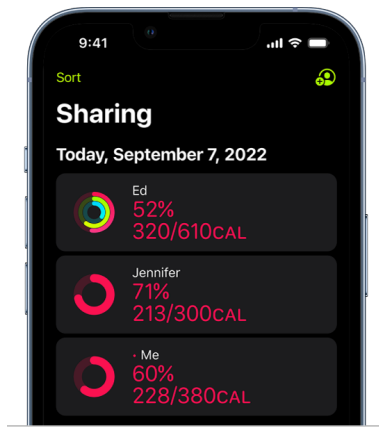 9:41
Sort
Sharing
Today, September 7, 2022
Ed
52%
320/610CAL
Jennifer
71%
213/300CAL
• Me
60%
228/380CAL